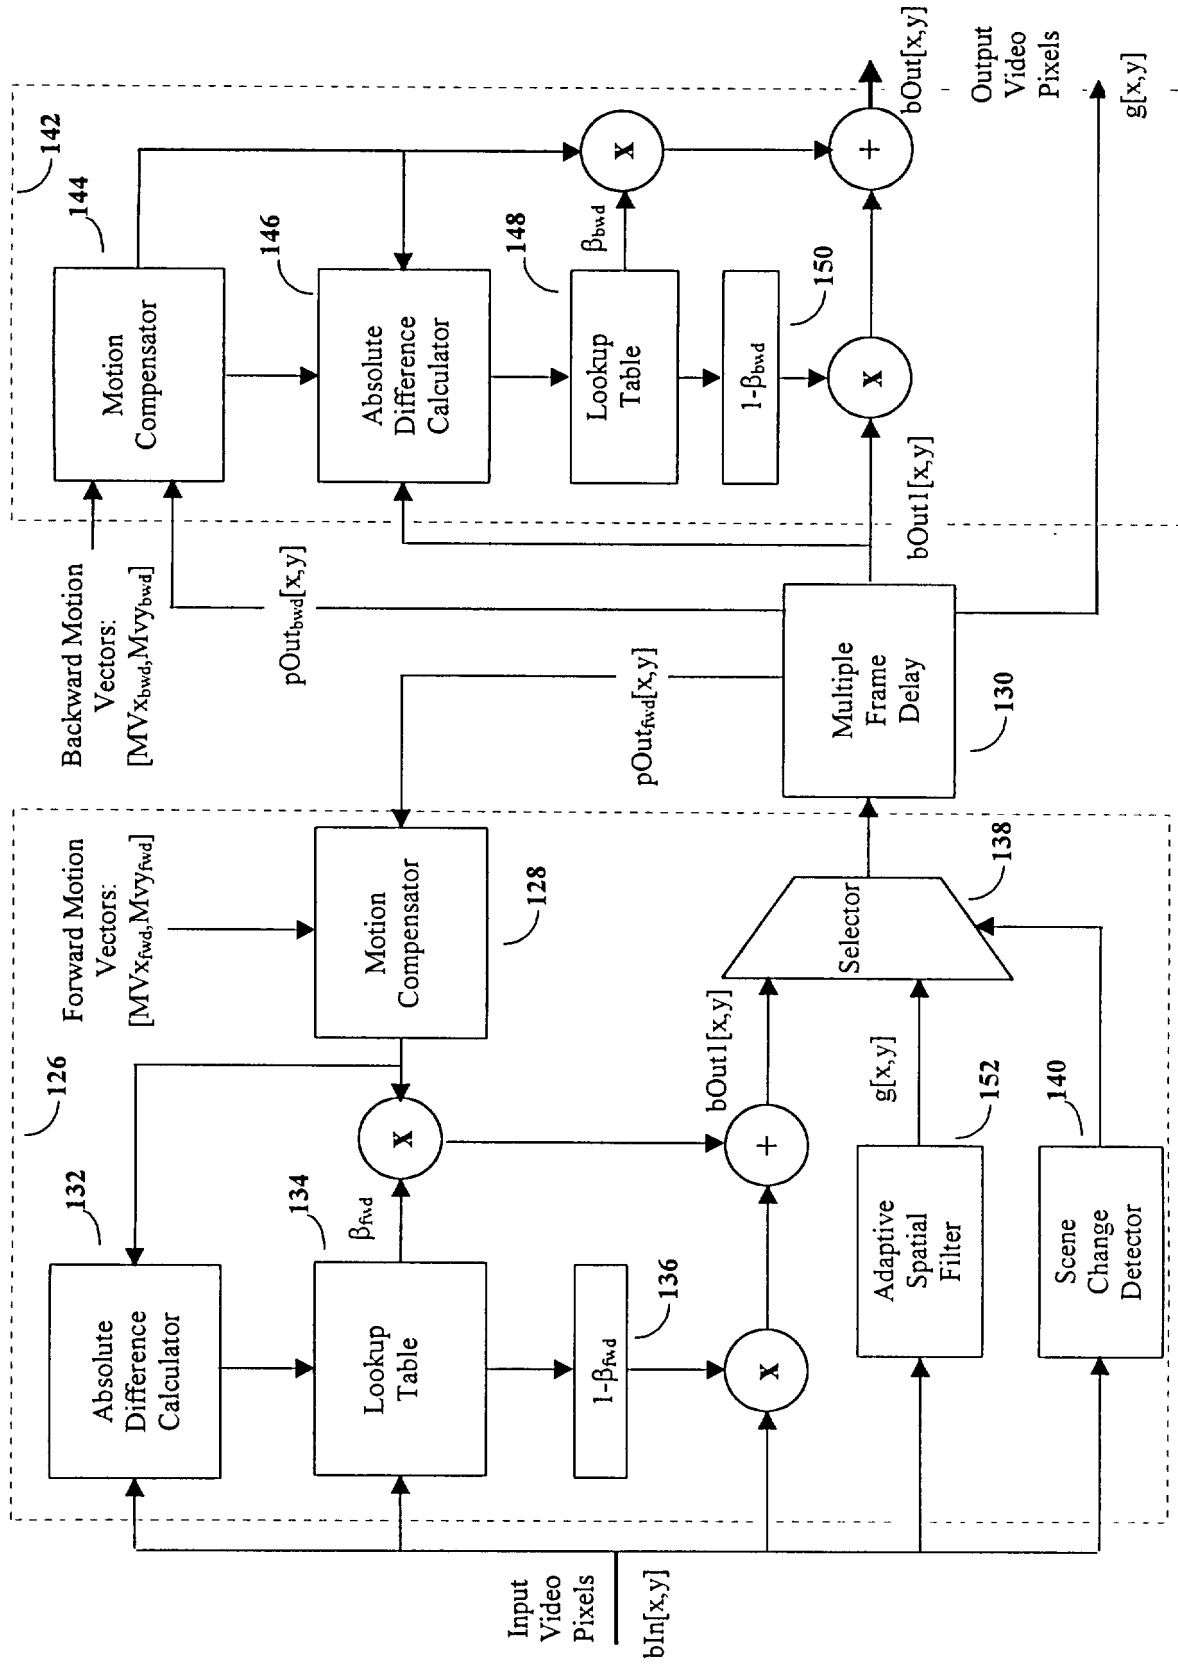 Input
Video
Pixels
bIn[x,y]
126
Forward Motion
Vectors:
[MVxfwd,Mvyfwd]
132
Absolute
Difference
Calculator
134
Lookup
Table
βfwd
x
Motion
Compensator
128
136
1-βfwd
x
+
bOut1[x,y]
Adaptive
Spatial
Filter
152
g[x,y]
Scene
Change
Detector
140
Selector
138
Multiple
Frame
Delay
130
pOutfwd[x,y]
pOutbwd[x,y]
Backward Motion
Vectors:
[MVxbwd,Mvybwd]
142
144
Motion
Compensator
146
Absolute
Difference
Calculator
148
Lookup
Table
βbwd
x
150
1-βbwd
x
bOut1[x,y]
+
bOut[x,y]
Output
Video
Pixels
g[x,y]